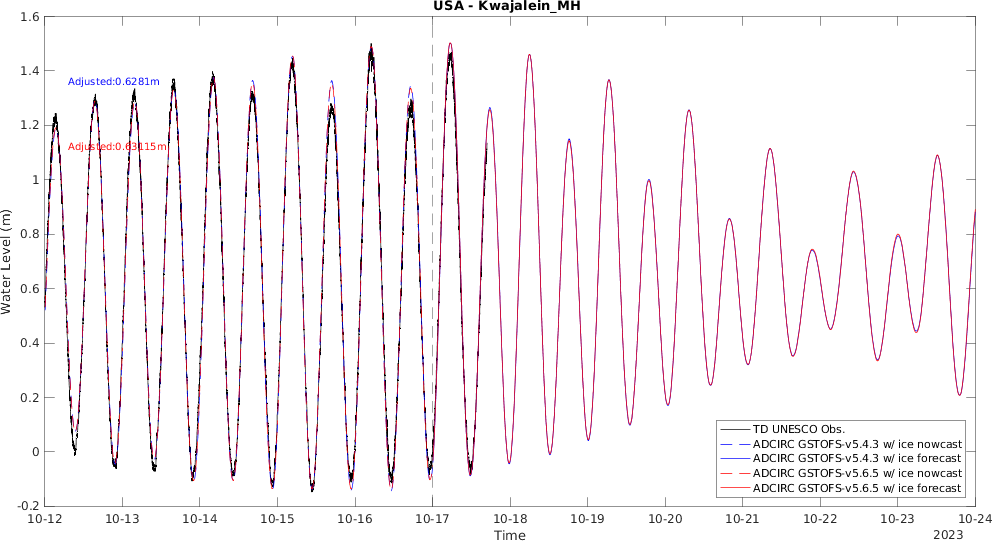 USA - Kwajalein_MH
1.6
1.4
1.2
1
0.8
0.6
0.4
0.2
0
-0.2
Water Level (m)
Adjusted:0.6281m
Adjusted:0.63115m
TD UNESCO Obs.
ADCIRC GSTOFS-v5.4.3 w/ ice nowcast
ADCIRC GSTOFS-v5.4.3 w/ ice forecast
ADCIRC GSTOFS-v5.6.5 w/ ice nowcast
ADCIRC GSTOFS-v5.6.5 w/ ice forecast
10-12 10-13 10-14 10-15 10-16 10-17 10-18 10-19 10-20 10-21 10-22 10-23 10-24
Time
2023